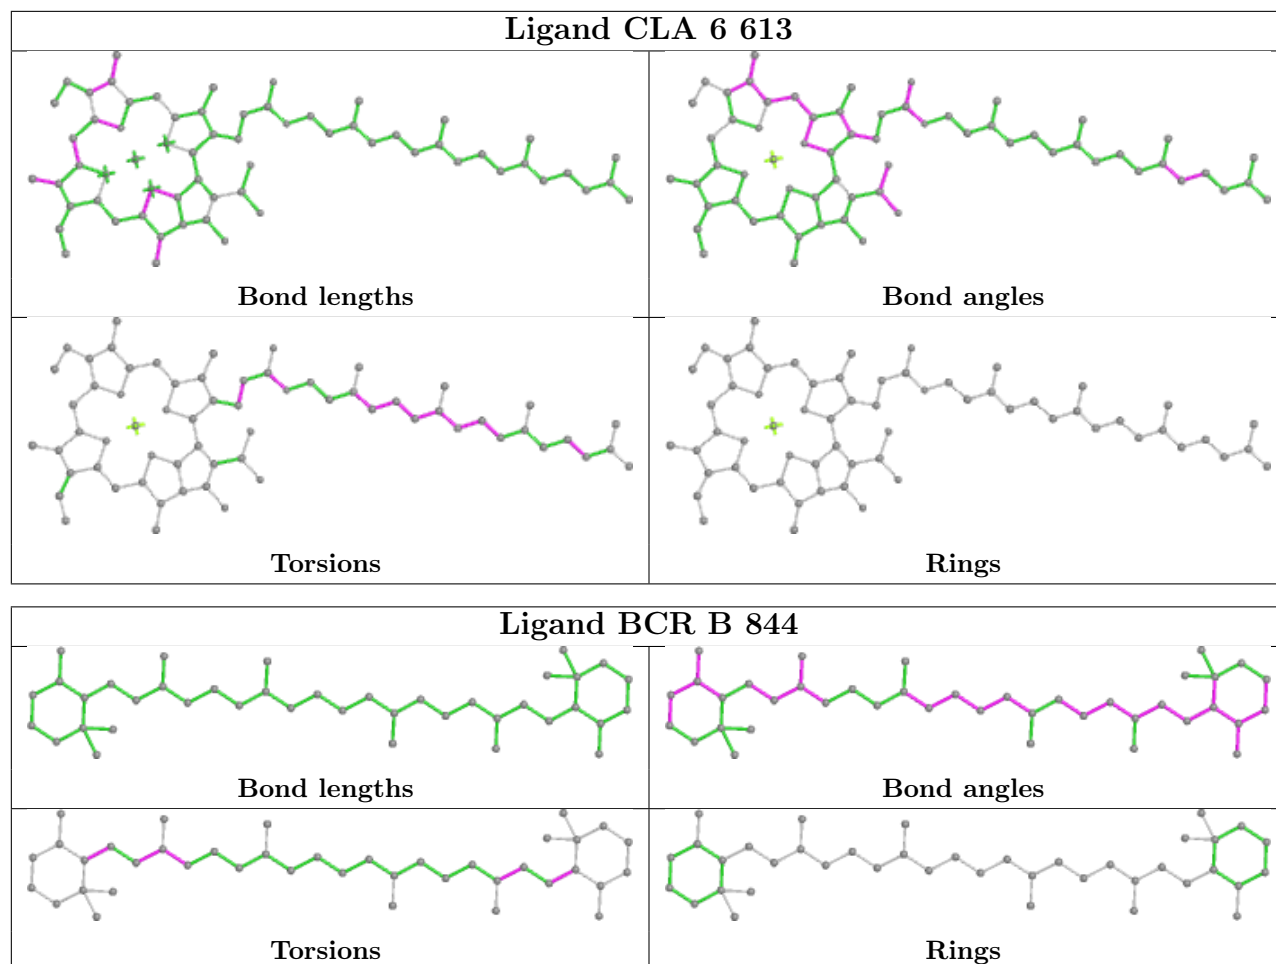 Ligand CLA 6 613
Bond lengths
Bond angles
Torsions
Rings
Ligand BCR B 844
Bond lengths
Bond angles
Torsions
Rings